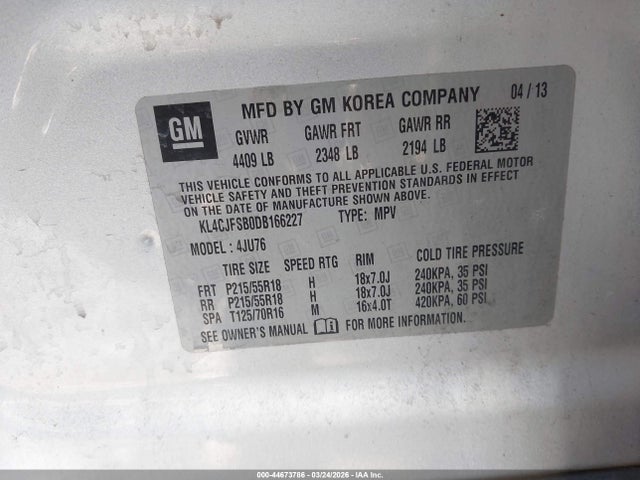 GM
MFD BY GM KOREA COMPANY 04 / 13
GVWR GAWR FRT GAWR RR
4409 LB 2348 LB 2194 LB
THIS VEHICLE CONFORMS TO ALL APPLICABLE U.S. FEDERAL MOTOR
VEHICLE SAFETY AND THEFT PREVENTION STANDARDS IN EFFECT
ON THE DATE OF MANUFACTURE SHOWN ABOVE.
KL4CJFSB0DB166227 TYPE: MPV
MODEL : 4JU76
TIRE SIZE SPEED RTG RIM COLD TIRE PRESSURE
FRT P215/55R18 H 18x7.0J 240KPA, 35 PSI
RR P215/55R18 H 18x7.0J 240KPA, 35 PSI
SPA T125/70R16 M 16x4.0T 420KPA, 60 PSI
SEE OWNER'S MANUAL FOR MORE INFORMATION
000-44673766 - 03/24/2026 - IAA Inc.